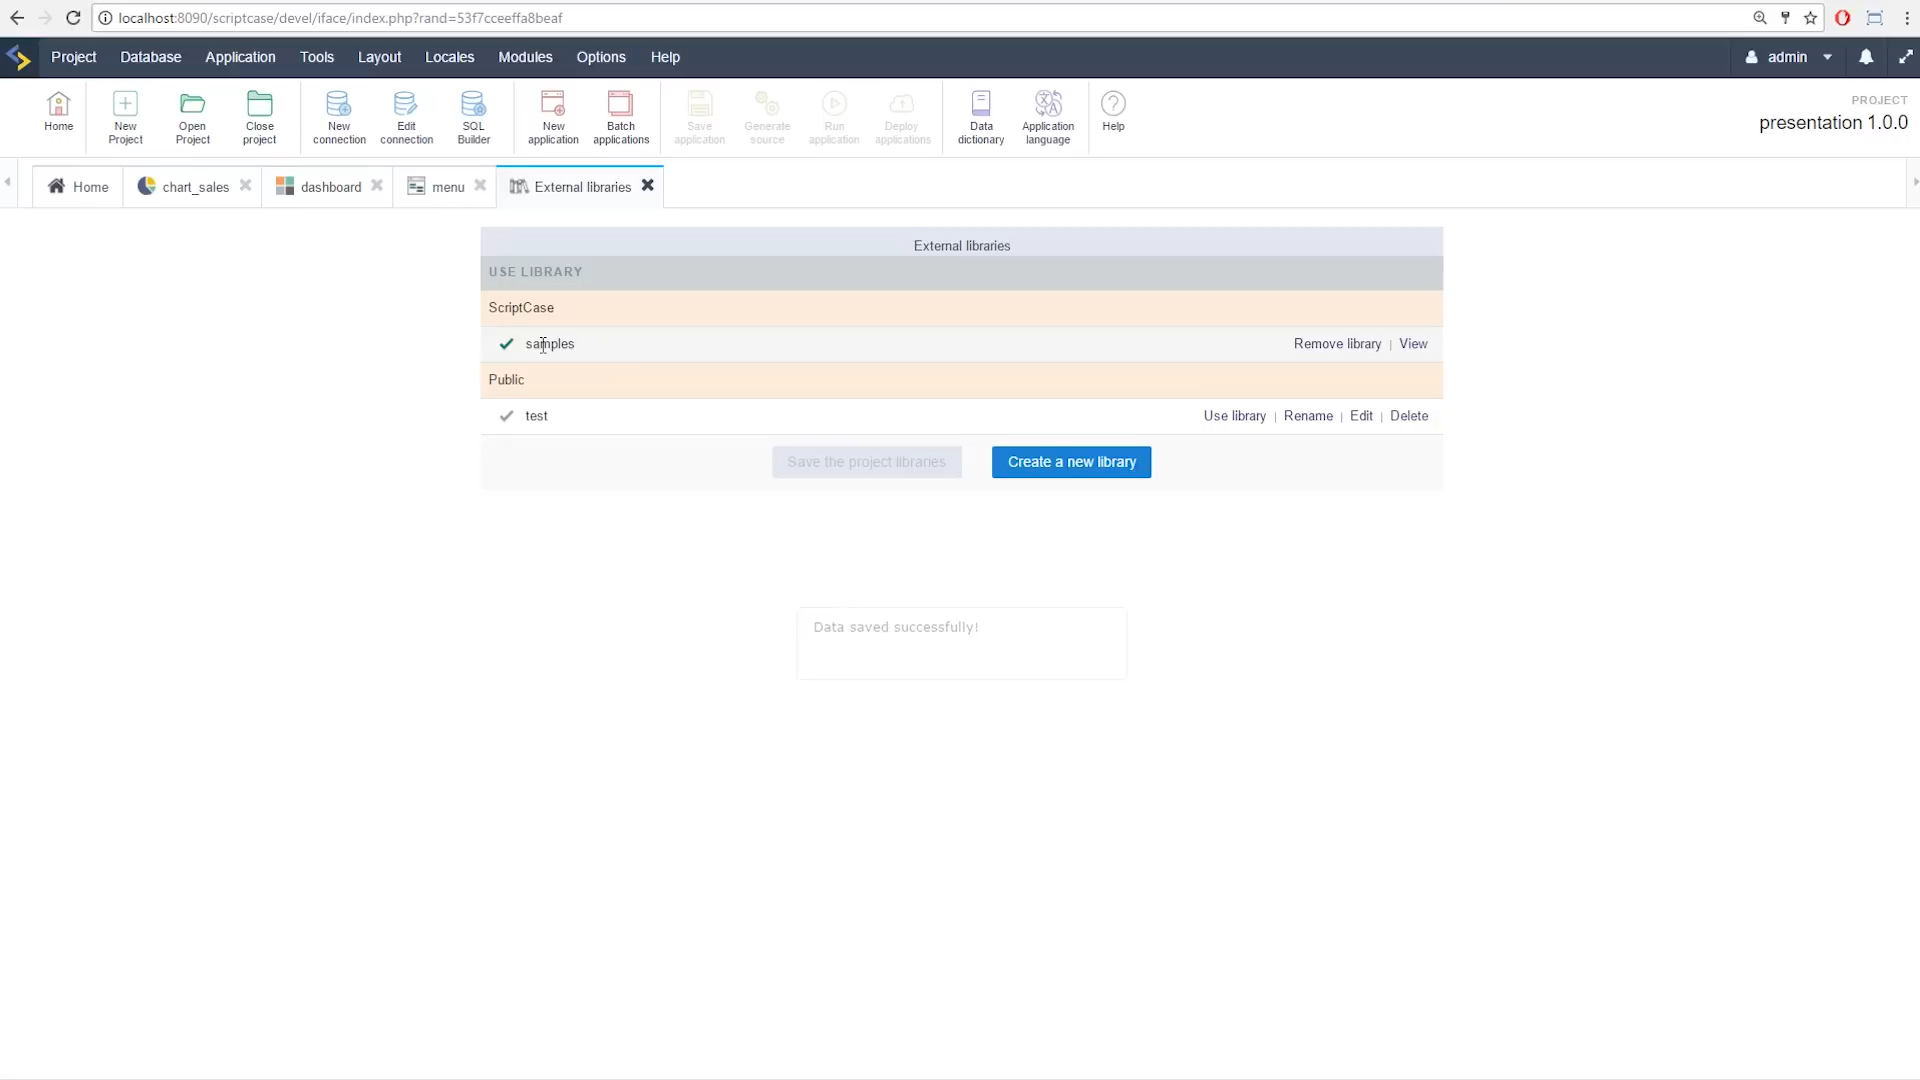 localhost:8090/scriptcase/devel/iface/index.php?rand=53f7cceeffa8beaf
Project Database Application Tools Layout Locales Modules Options Help admin
Home New Project Open Project Close project New connection Edit connection SQL Builder New application Batch applications Save application Generate source Run application Deploy applications Data dictionary Application language Help
PROJECT
presentation 1.0.0
Home chart_sales dashboard menu External libraries
External libraries
USE LIBRARY
ScriptCase
samples Remove library | View
Public
test Use library | Rename | Edit | Delete
Save the project libraries Create a new library
Data saved successfully!